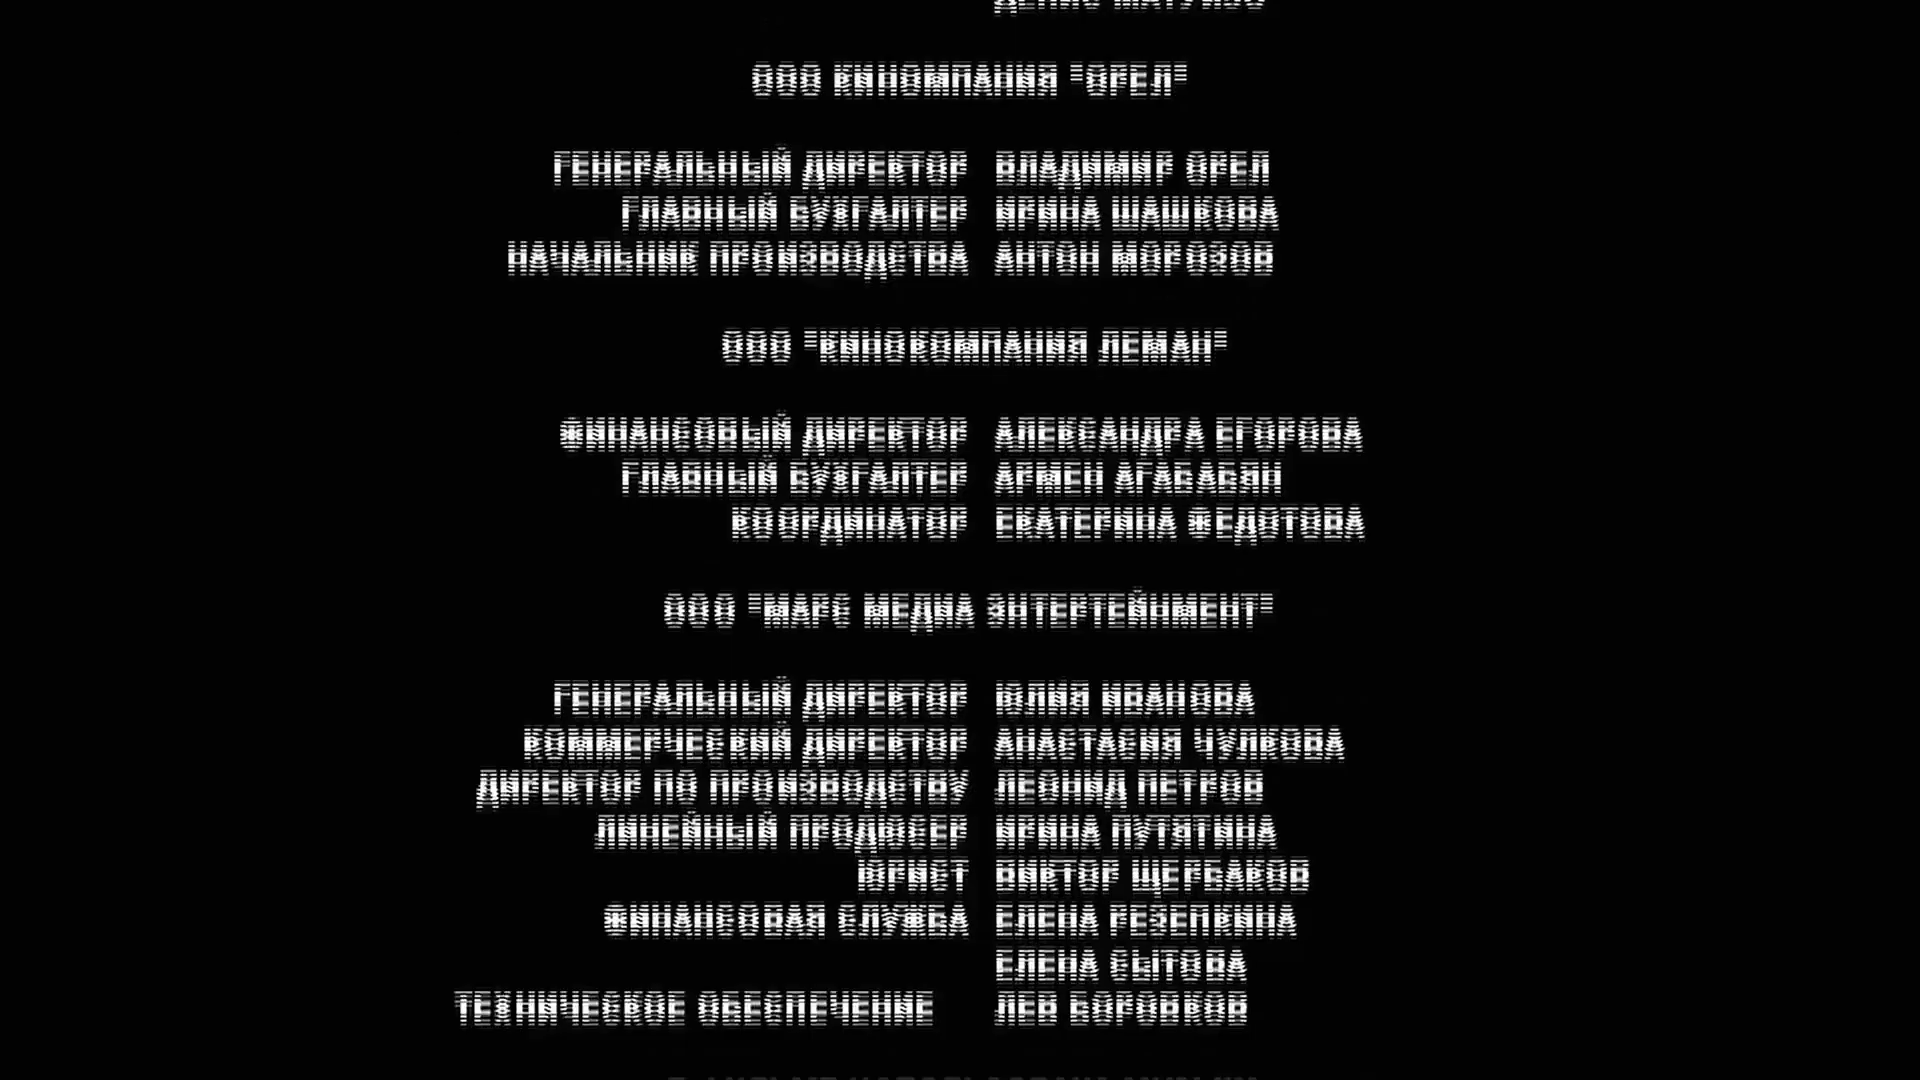 ООО КИНОМПАНИЯ "ОРЕЛ"
ГЕНЕРАЛЬНЫЙ ДИРЕКТОР ВЛАДИМИР ОРЕЛ
ГЛАВНЫЙ БУХГАЛТЕР ИРИНА ШАШКОВА
НАЧАЛЬНИК ПРОИЗВОДСТВА АНТОН МОРОЗОВ
ООО "КИНОКОМПАНИЯ ЛЕМАН"
ФИНАНСОВЫЙ ДИРЕКТОР АЛЕКСАНДРА ЕГОРОВА
ГЛАВНЫЙ БУХГАЛТЕР АРМЕН АГАБАБЯН
КООРДИНАТОР ЕКАТЕРИНА ФЕДОТОВА
ООО "МАРС МЕДИА ЭНТЕРТЕЙНМЕНТ"
ГЕНЕРАЛЬНЫЙ ДИРЕКТОР ЮЛИЯ ИВАНОВА
КОММЕРЧЕСКИЙ ДИРЕКТОР АНАСТАСИЯ ЧУЛКОВА
ДИРЕКТОР ПО ПРОИЗВОДСТВУ ЛЕОНИД ПЕТРОВ
ЛИНЕЙНЫЙ ПРОДЮСЕР ИРИНА ПУТЯТИНА
ЮРИСТ ВИКТОР ЩЕРБАКОВ
ФИНАНСОВАЯ СЛУЖБА ЕЛЕНА РЕЗЕПКИНА
ЕЛЕНА СЫТОВА
ТЕХНИЧЕСКОЕ ОБЕСПЕЧЕНИЕ ЛЕВ БОРОВКОВ